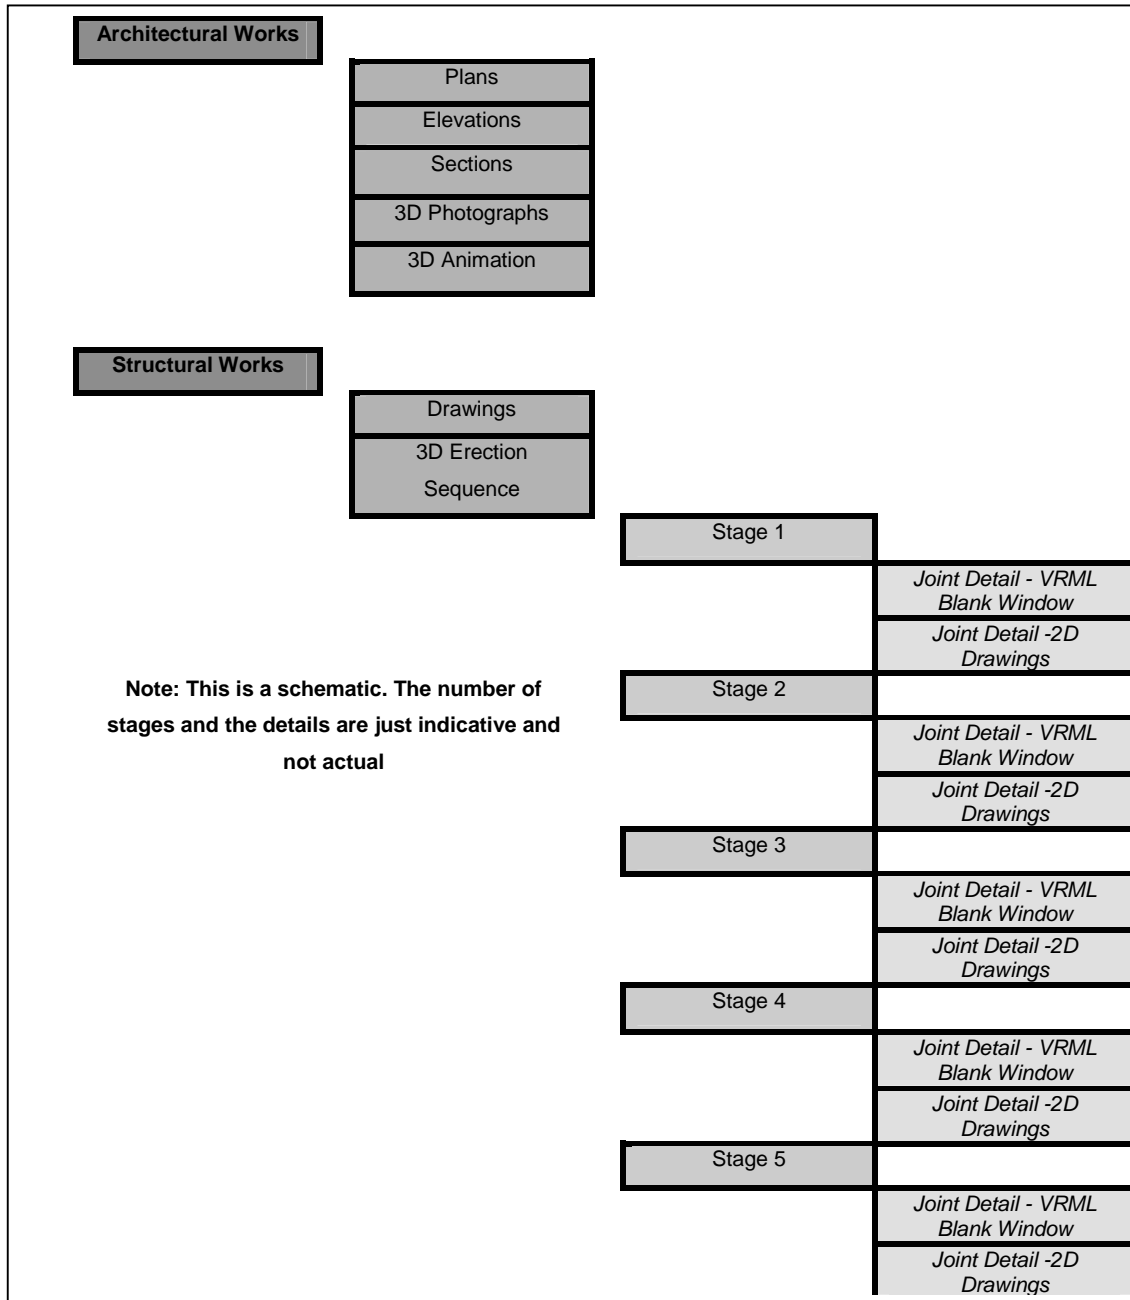 Architectural Works
Plans
Elevations
Sections
3D Photographs
3D Animation
Structural Works
Drawings
3D Erection
Sequence
Stage 1
Joint Detail - VRML
Blank Window
Joint Detail -2D
Drawings
Note: This is a schematic. The number of
stages and the details are just indicative and
not actual
Stage 2
Joint Detail - VRML
Blank Window
Joint Detail -2D
Drawings
Stage 3
Joint Detail - VRML
Blank Window
Joint Detail -2D
Drawings
Stage 4
Joint Detail - VRML
Blank Window
Joint Detail -2D
Drawings
Stage 5
Joint Detail - VRML
Blank Window
Joint Detail -2D
Drawings